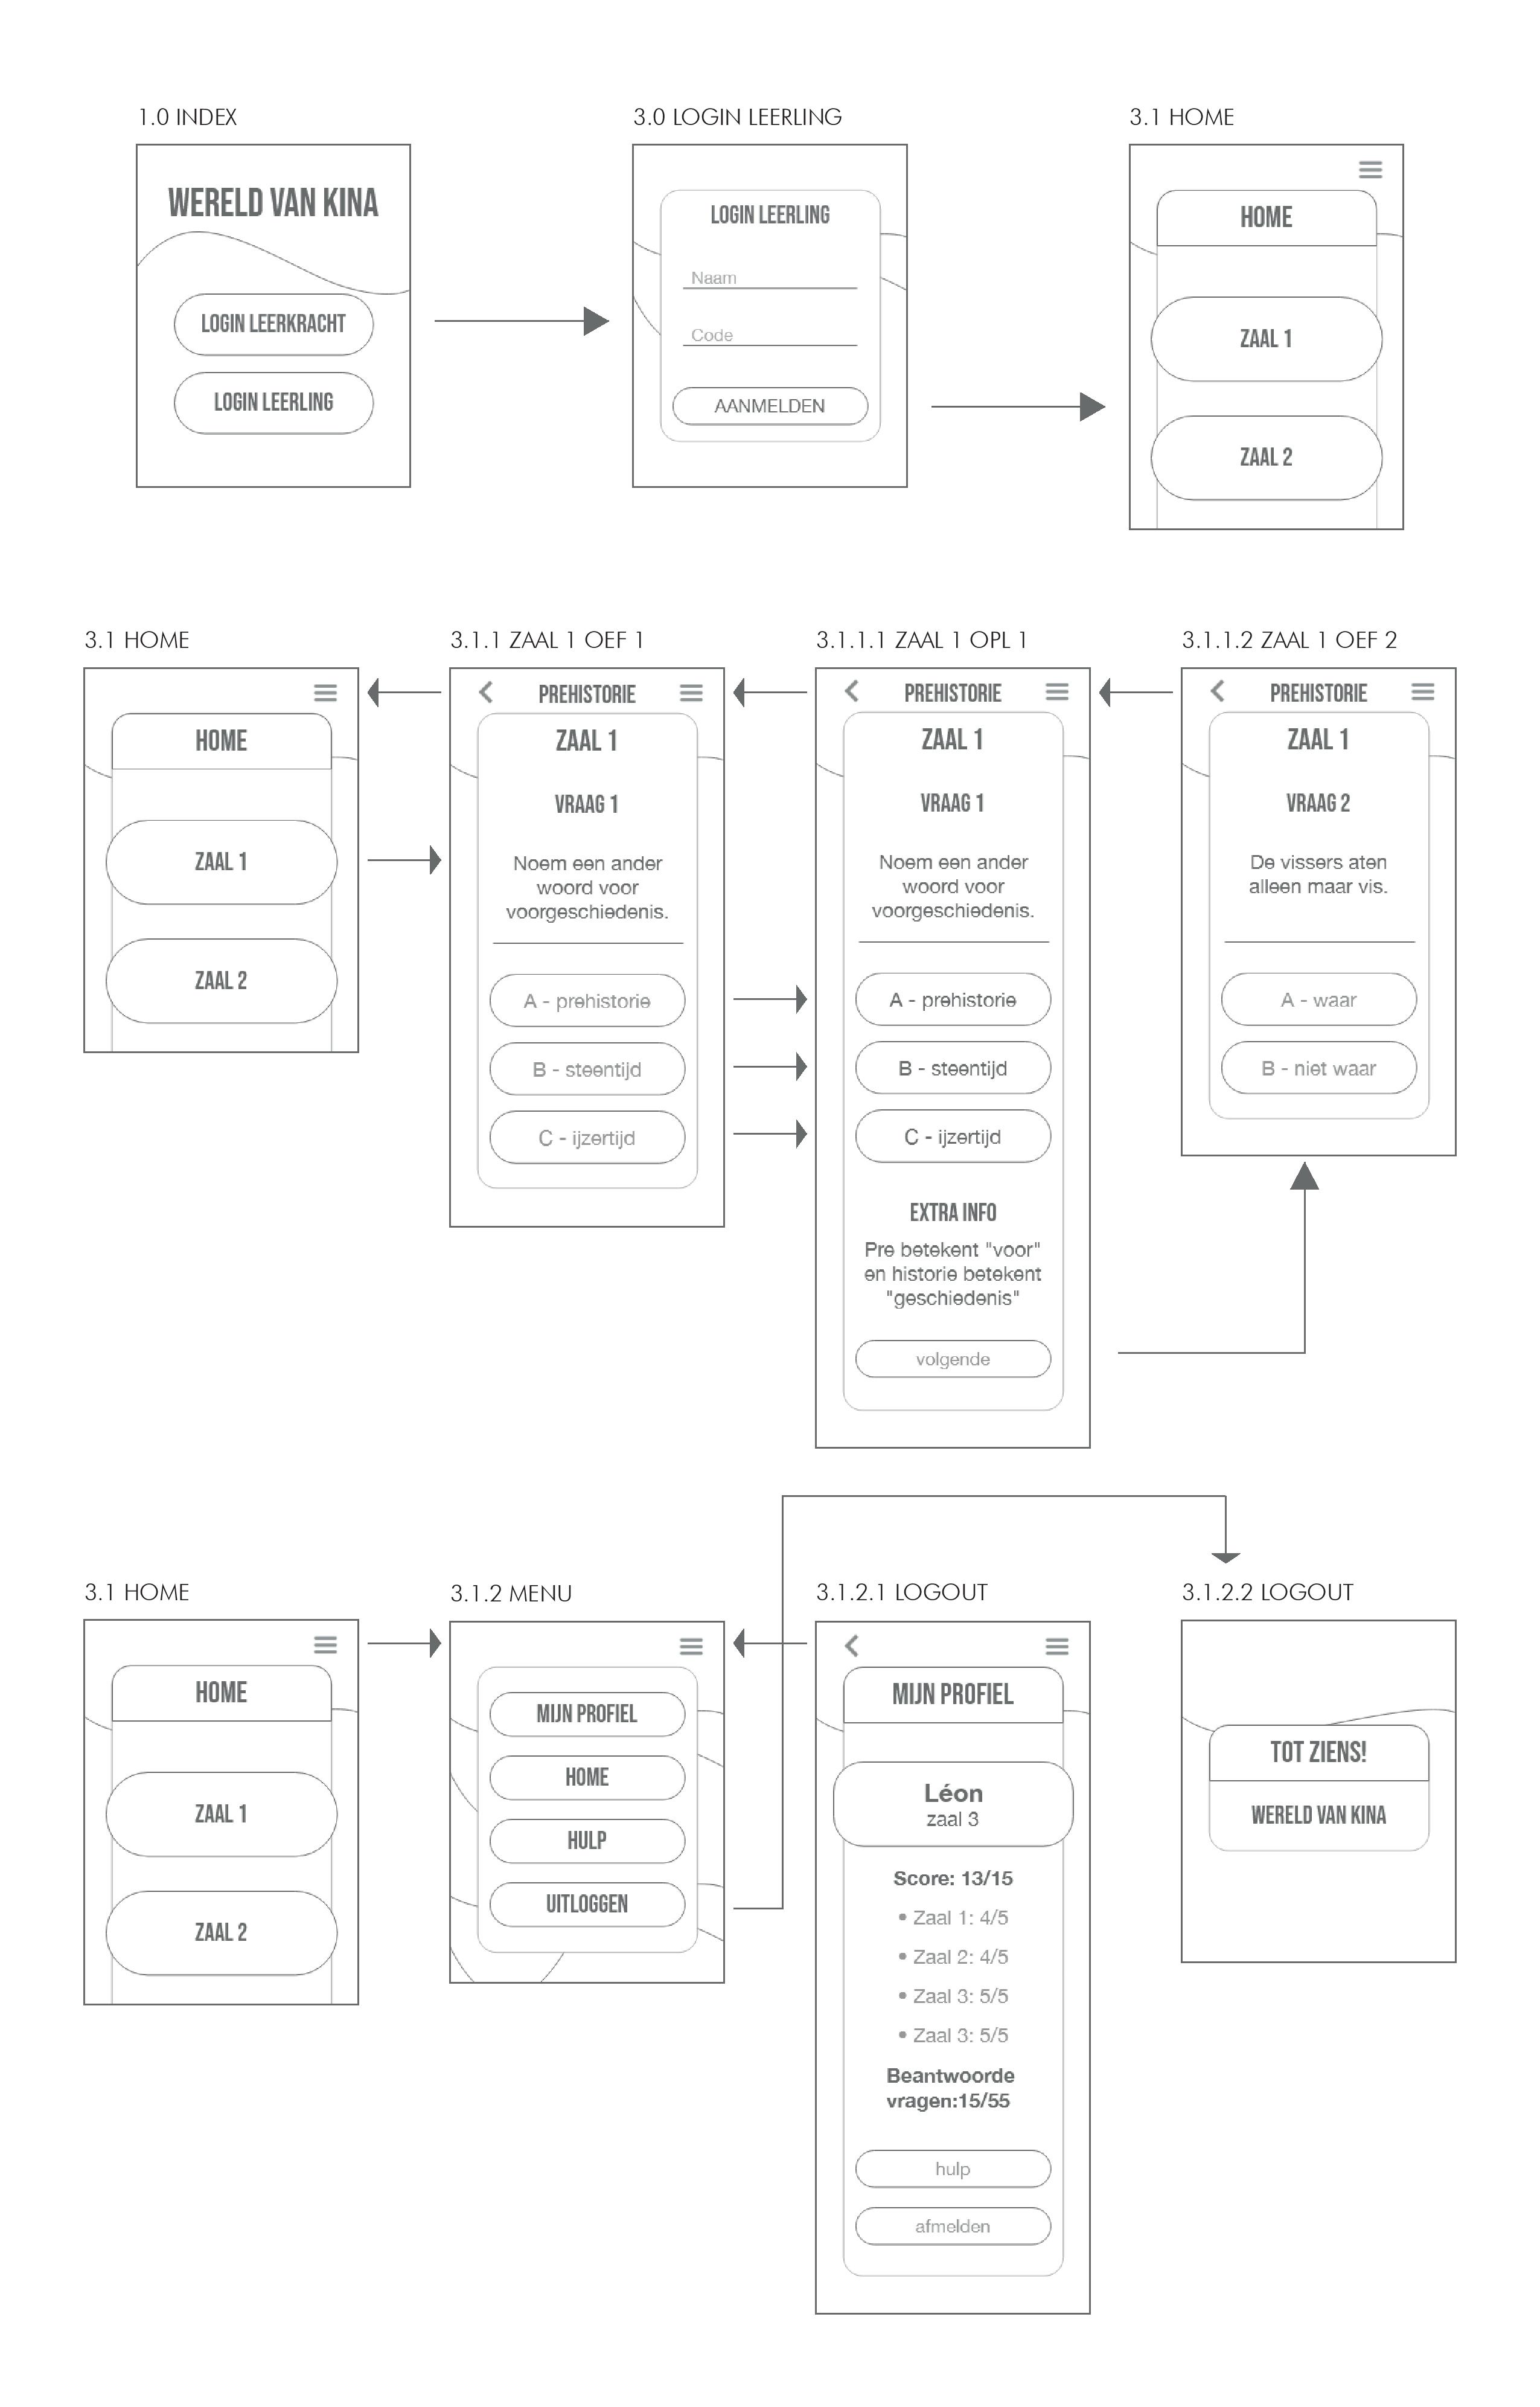 1.0 INDEX
WERELD VAN KINA
LOGIN LEERKRACHT
LOGIN LEERLING
3.0 LOGIN LEERLING
LOGIN LEERLING
Naam
Code
AANMELDEN
3.1 HOME
HOME
ZAAL 1
ZAAL 2
3.1 HOME
HOME
ZAAL 1
ZAAL 2
3.1.1 ZAAL 1 OEF 1
PREHISTORIE
ZAAL 1
VRAAG 1
Noem een ander
woord voor
voorgeschiedenis.
A - prehistorie
B - steentijd
C - ijzertijd
3.1.1.1 ZAAL 1 OPL 1
PREHISTORIE
ZAAL 1
VRAAG 1
Noem een ander
woord voor
voorgeschiedenis.
A - prehistorie
B - steentijd
C - ijzertijd
EXTRA INFO
Pre betekent "voor"
en historie betekent
"geschiedenis"
volgende
3.1.1.2 ZAAL 1 OEF 2
PREHISTORIE
ZAAL 1
VRAAG 2
De vissers aten
alleen maar vis.
A - waar
B - niet waar
3.1 HOME
HOME
ZAAL 1
ZAAL 2
3.1.2 MENU
MIJN PROFIEL
HOME
HULP
UITLOGGEN
3.1.2.1 LOGOUT
MIJN PROFIEL
Léon
zaal 3
Score: 13/15
• Zaal 1: 4/5
• Zaal 2: 4/5
• Zaal 3: 5/5
• Zaal 3: 5/5
Beantwoorde
vragen:15/55
hulp
afmelden
3.1.2.2 LOGOUT
TOT ZIENS!
WERELD VAN KINA